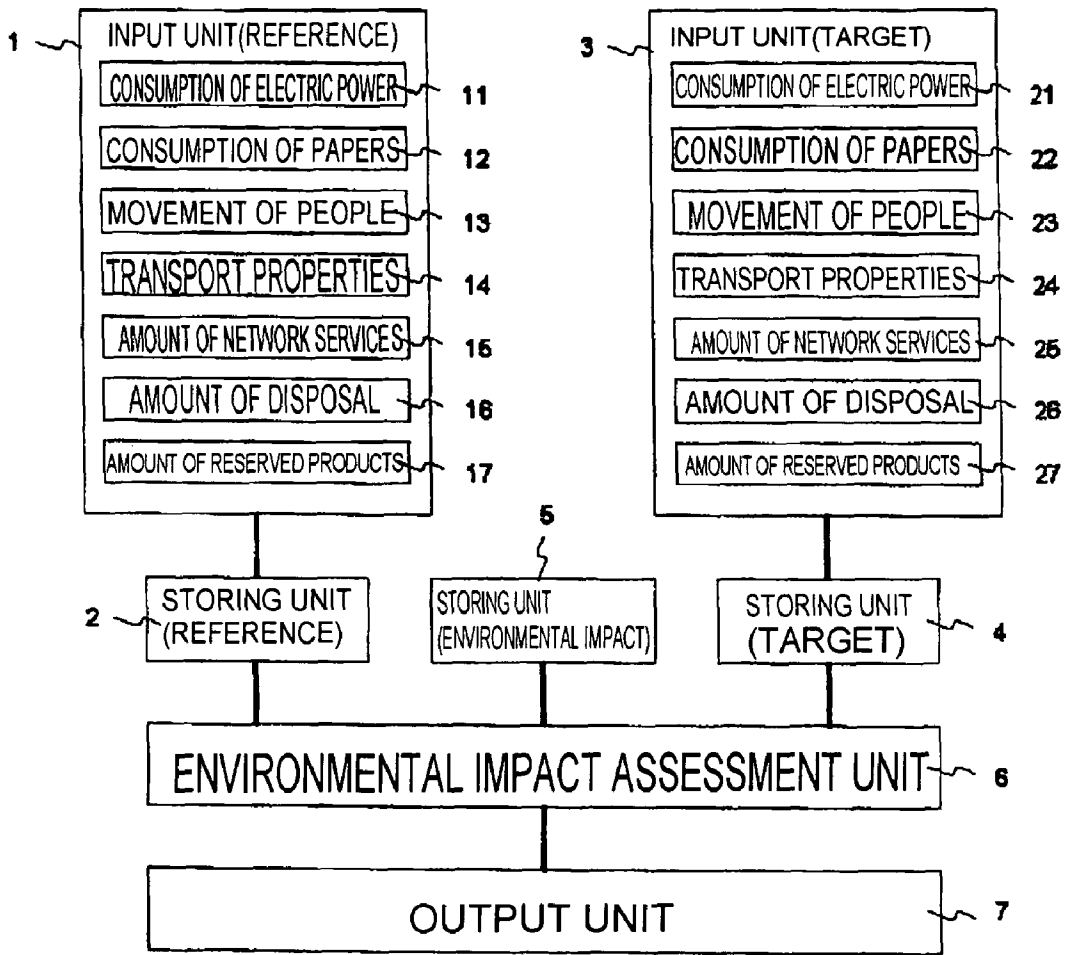 1
INPUT UNIT(REFERENCE)
CONSUMPTION OF ELECTRIC POWER
11
CONSUMPTION OF PAPERS
12
MOVEMENT OF PEOPLE
13
TRANSPORT PROPERTIES
14
AMOUNT OF NETWORK SERVICES
15
AMOUNT OF DISPOSAL
16
AMOUNT OF RESERVED PRODUCTS
17
3
INPUT UNIT(TARGET)
CONSUMPTION OF ELECTRIC POWER
21
CONSUMPTION OF PAPERS
22
MOVEMENT OF PEOPLE
23
TRANSPORT PROPERTIES
24
AMOUNT OF NETWORK SERVICES
25
AMOUNT OF DISPOSAL
26
AMOUNT OF RESERVED PRODUCTS
27
2
STORING UNIT
(REFERENCE)
5
STORING UNIT
(ENVIRONMENTAL IMPACT)
STORING UNIT
(TARGET)
4
ENVIRONMENTAL IMPACT ASSESSMENT UNIT
6
OUTPUT UNIT
7